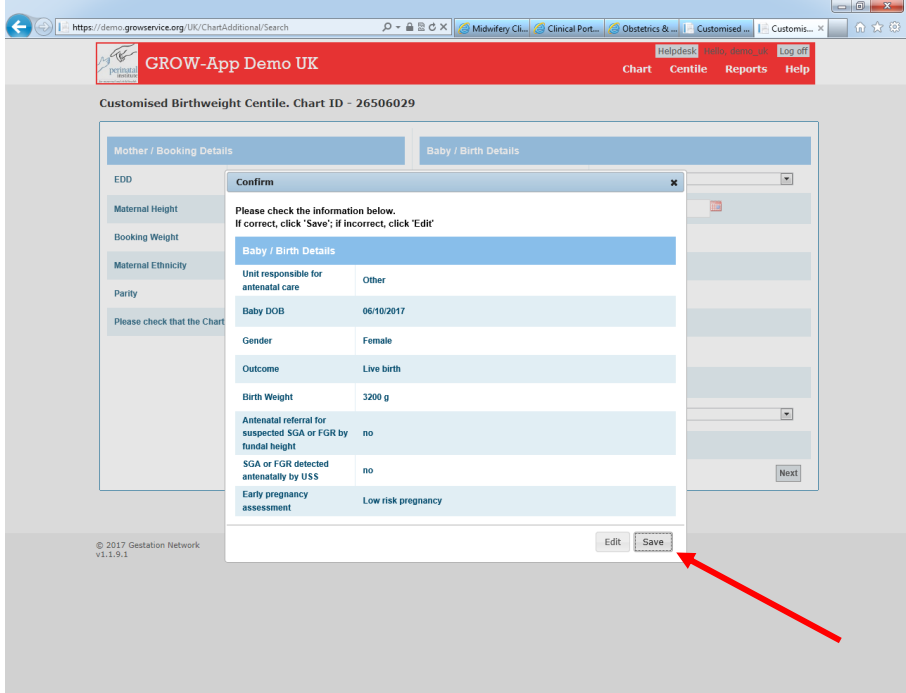 https://demo.growservice.org/UK/ChartAdditional/Search
Midwifery Cli...
Clinical Port...
Obstetrics & ...
Customised ...
Customis...
perinatal
institute
GROW-App Demo UK
Helpdesk Hello, demo_uk Log off
Chart Centile Reports Help
Customised Birthweight Centile. Chart ID - 26506029
Mother / Booking Details
Baby / Birth Details
EDD
Maternal Height
Booking Weight
Maternal Ethnicity
Parity
Please check that the Chart
Confirm
Please check the information below.
If correct, click 'Save'; if incorrect, click 'Edit'
Baby / Birth Details
Unit responsible for
antenatal care
Other
Baby DOB 06/10/2017
Gender Female
Outcome Live birth
Birth Weight 3200 g
Antenatal referral for
suspected SGA or FGR by
fundal height
no
SGA or FGR detected
antenatally by USS
no
Early pregnancy
assessment
Low risk pregnancy
Edit Save
Next
© 2017 Gestation Network
v1.1.9.1